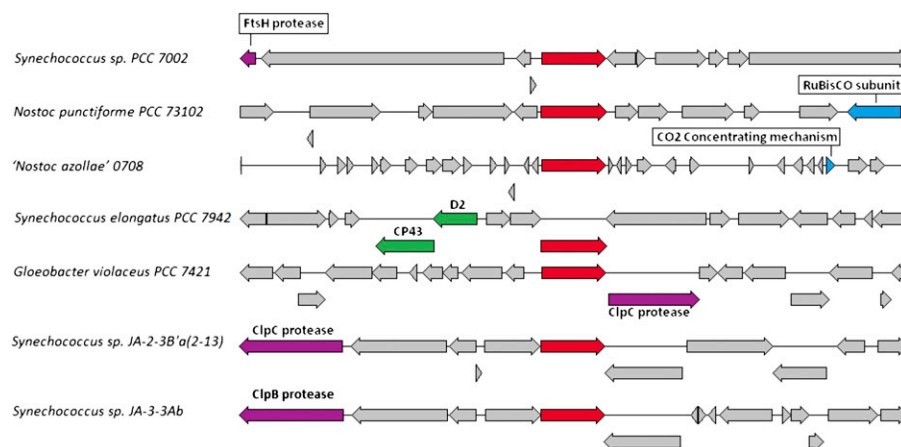 FtsH protease
Synechococcus sp. PCC 7002
RuBisCO subunit
Nostoc punctiforme PCC 73102
CO2 Concentrating mechanism
'Nostoc azollae' 0708
D2
Synechococcus elongatus PCC 7942
CP43
Gloeobacter violaceus PCC 7421
ClpC protease
ClpC protease
Synechococcus sp. JA-2-3B'a(2-13)
ClpB protease
Synechococcus sp. JA-3-3Ab